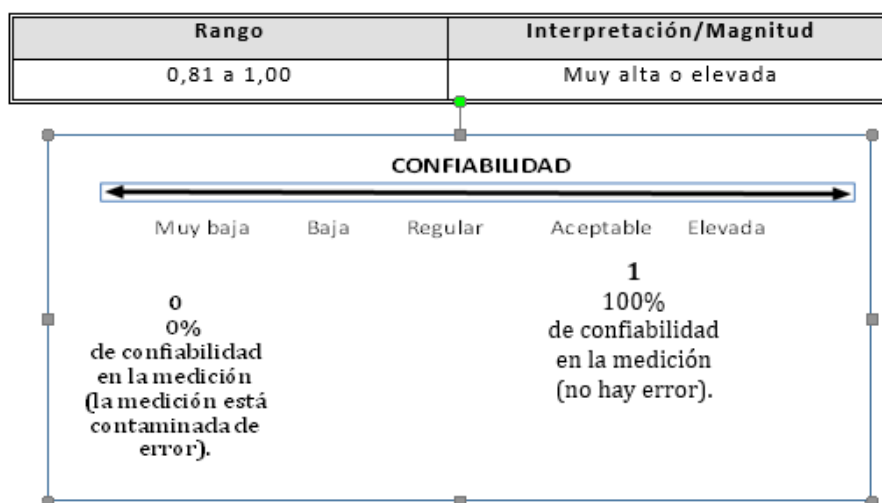 Rango Interpretación/Magnitud
0,81 a 1,00 Muy alta o elevada
CONFIABILIDAD
Muy baja Baja Regular Aceptable Elevada
0
0%
de confiabilidad
en la medición
(la medición está
contaminada de
error).
1
100%
de confiabilidad
en la medición
(no hay error).